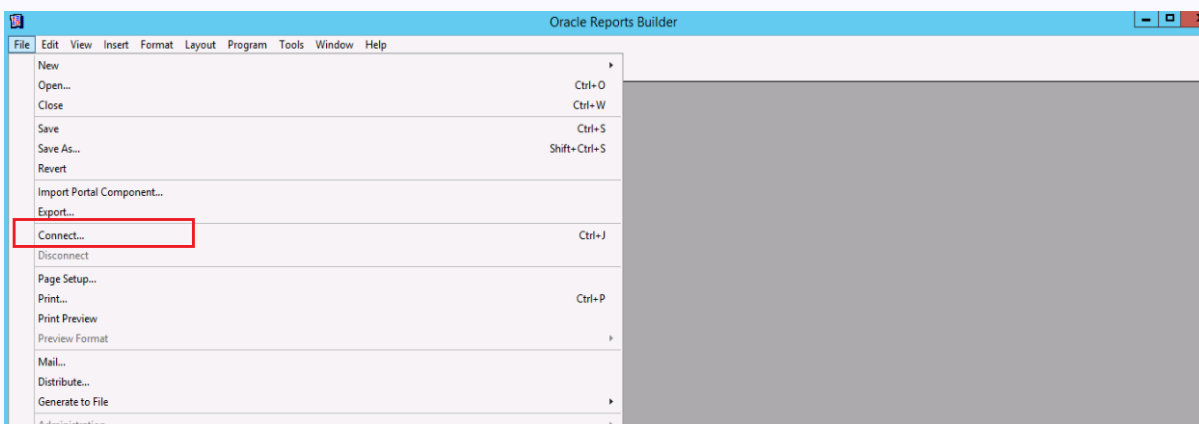 Oracle Reports Builder
File Edit View Insert Format Layout Program Tools Window Help
New
Open... Ctrl+O
Close Ctrl+W
Save Ctrl+S
Save As... Shift+Ctrl+S
Revert
Import Portal Component...
Export...
Connect... Ctrl+J
Disconnect
Page Setup...
Print... Ctrl+P
Print Preview
Preview Format
Mail...
Distribute...
Generate to File
Administration